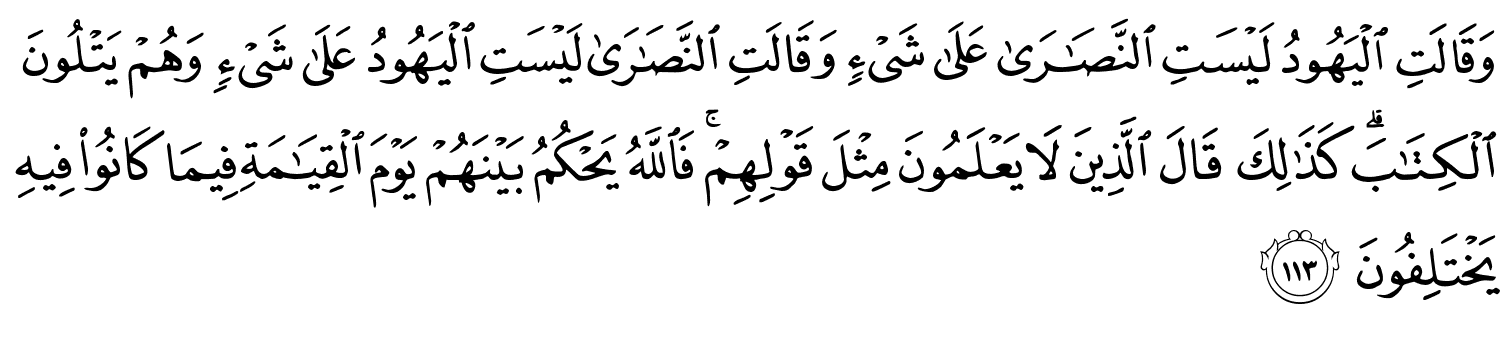 وَقَالَتِ ٱلۡيَهُودُ لَيۡسَتِ ٱلنَّصَـٰرَىٰ عَلَىٰ شَيۡءٍ وَقَالَتِ ٱلنَّصَـٰرَىٰ لَيۡسَتِ ٱلۡيَهُودُ عَلَىٰ شَيۡءٍ وَهُمۡ يَتۡلُونَ
ٱلۡكِتَـٰبَۗ كَذَٰلِكَ قَالَ ٱلَّذِينَ لَا يَعۡلَمُونَ مِثۡلَ قَوۡلِهِمۡۚ فَٱللَّهُ يَحۡكُمُ بَيۡنَهُمۡ يَوۡمَ ٱلۡقِيَـٰمَةِ فِيمَا كَانُواْ فِيهِ
يَخۡتَلِفُونَ ١١٣